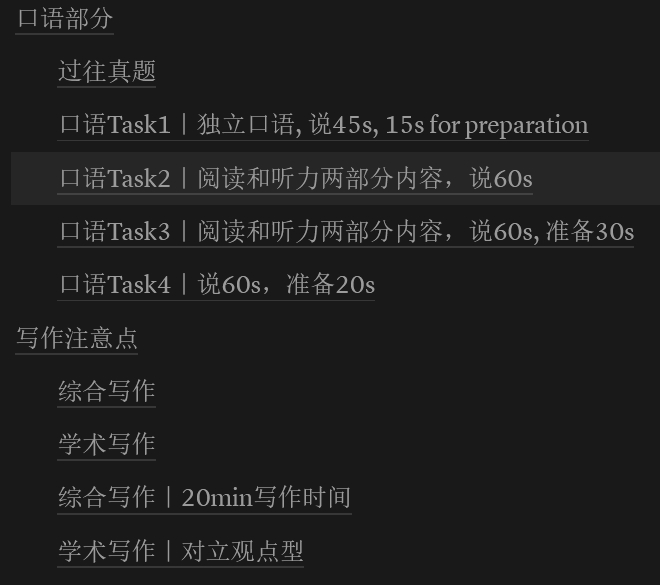 口语部分
过往真题
口语Task1 | 独立口语, 说45s, 15s for preparation
口语Task2 | 阅读和听力两部分内容，说60s
口语Task3 | 阅读和听力两部分内容，说60s, 准备30s
口语Task4 | 说60s，准备20s
写作注意点
综合写作
学术写作
综合写作 | 20min写作时间
学术写作 | 对立观点型